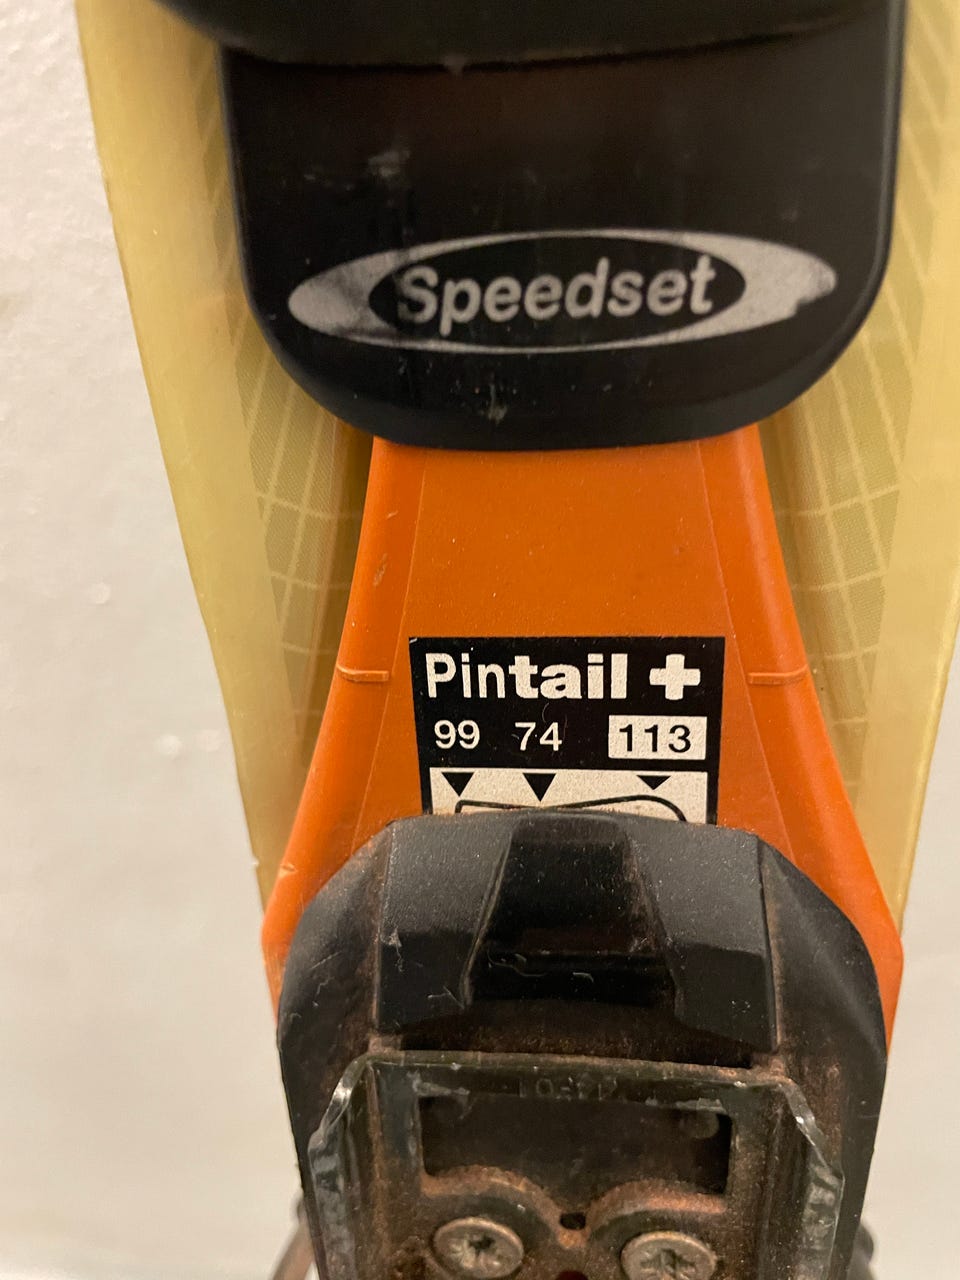 Speedset
Pintail +
99 74 113